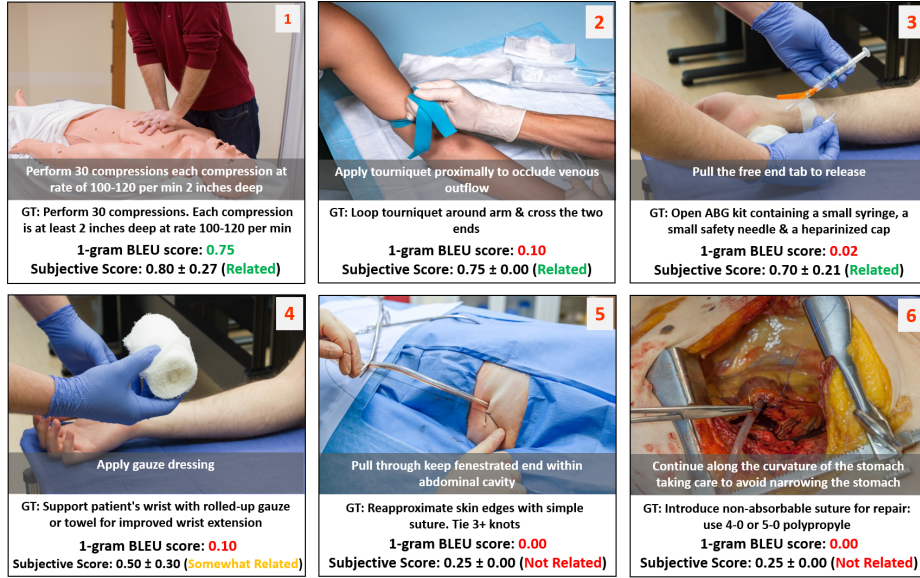 1
Perform 30 compressions each compression at
rate of 100-120 per min 2 inches deep
GT: Perform 30 compressions. Each compression
is at least 2 inches deep at rate 100-120 per min
1-gram BLEU score: 0.75
Subjective Score: 0.80 ± 0.27 (Related)
2
Apply tourniquet proximally to occlude venous
outflow
GT: Loop tourniquet around arm & cross the two
ends
1-gram BLEU score: 0.10
Subjective Score: 0.75 ± 0.00 (Related)
3
Pull the free end tab to release
GT: Open ABG kit containing a small syringe, a
small safety needle & a heparinized cap
1-gram BLEU score: 0.02
Subjective Score: 0.70 ± 0.21 (Related)
4
Apply gauze dressing
GT: Support patient's wrist with rolled-up gauze
or towel for improved wrist extension
1-gram BLEU score: 0.10
Subjective Score: 0.50 ± 0.30 (Somewhat Related)
5
Pull through keep fenestrated end within
abdominal cavity
GT: Reapproximate skin edges with simple
suture. Tie 3+ knots
1-gram BLEU score: 0.00
Subjective Score: 0.25 ± 0.00 (Not Related)
6
Continue along the curvature of the stomach
taking care to avoid narrowing the stomach
GT: Introduce non-absorbable suture for repair:
use 4-0 or 5-0 polypropyle
1-gram BLEU score: 0.00
Subjective Score: 0.25 ± 0.00 (Not Related)